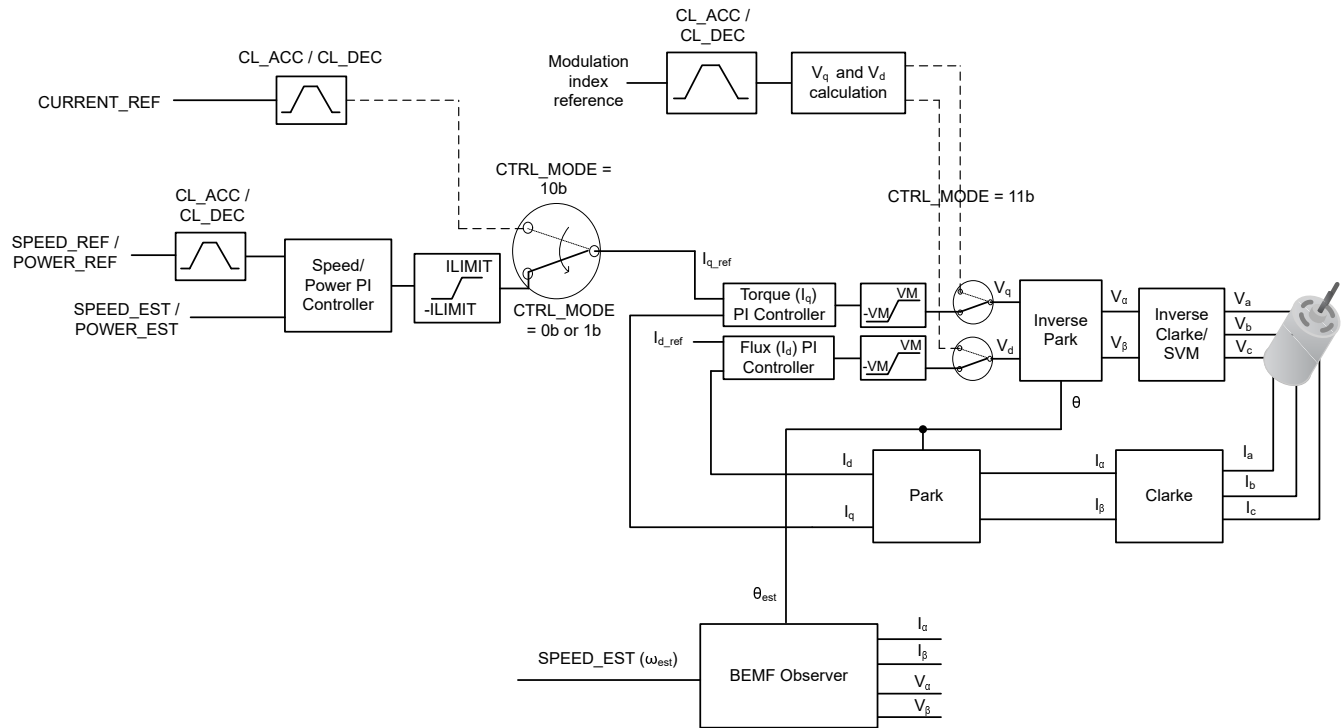 CL_ACC /
CL_DEC
CL_ACC / CL_DEC
Modulation
index
reference
Vq and Vd
calculation
CURRENT_REF
CTRL_MODE =
10b
CL_ACC /
CL_DEC
CTRL_MODE = 11b
SPEED_REF /
POWER_REF
Speed/
Power PI
Controller
ILIMIT
-ILIMIT
Iq_ref
SPEED_EST /
POWER_EST
CTRL_MODE
= 0b or 1b
Torque (Iq)
PI Controller
VM
-VM
Vq
Inverse
Park
Vα
Vβ
Inverse
Clarke/
SVM
Va
Vb
Vc
Id_ref
Flux (Id) PI
Controller
VM
-VM
Vd
θ
Id
Iq
Park
Iα
Iβ
Clarke
Ia
Ib
Ic
θest
SPEED_EST (ωest)
BEMF Observer
Iα
Iβ
Vα
Vβ